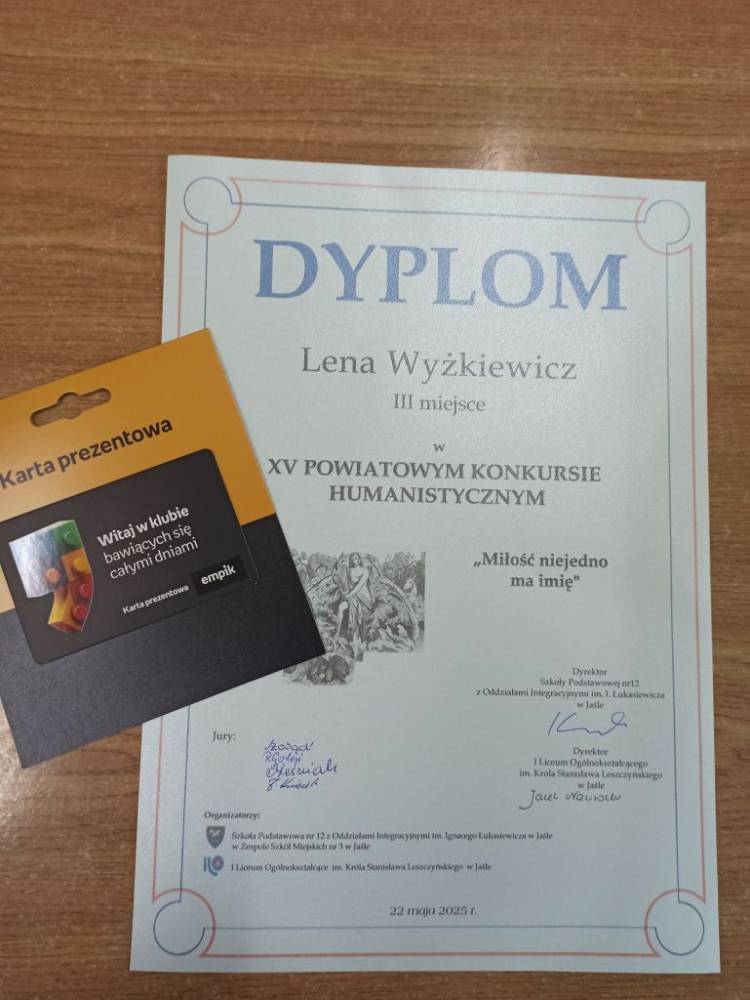 DYPLOM
Lena Wyżkiewicz
III miejsce
w
XV POWIATOWYM KONKURSIE
HUMANISTYCZNYM
„Miłość niejedno
ma imię"
Karta prezentowa
Witaj w klubie
bawiących się
całymi dniami
Karta prezentowa empik
Dyrektor
Szkoły Podstawowej nr12
z Oddziałami Integracyjnymi im. I. Łukasiewicza
w Jaśle
Dyrektor
I Liceum Ogólnokształcącego
im. Króla Stanisława Leszczyńskiego
w Jaśle
Jury:
Organizatorzy:
Szkoła Podstawowa nr 12 z Oddziałami Integracyjnymi im. Ignacego Łukasiewicza w Jaśle
w Zespole Szkół Miejskich nr 3 w Jaśle
I Liceum Ogólnokształcące im. Króla Stanisława Leszczyńskiego w Jaśle
22 maja 2025 r.